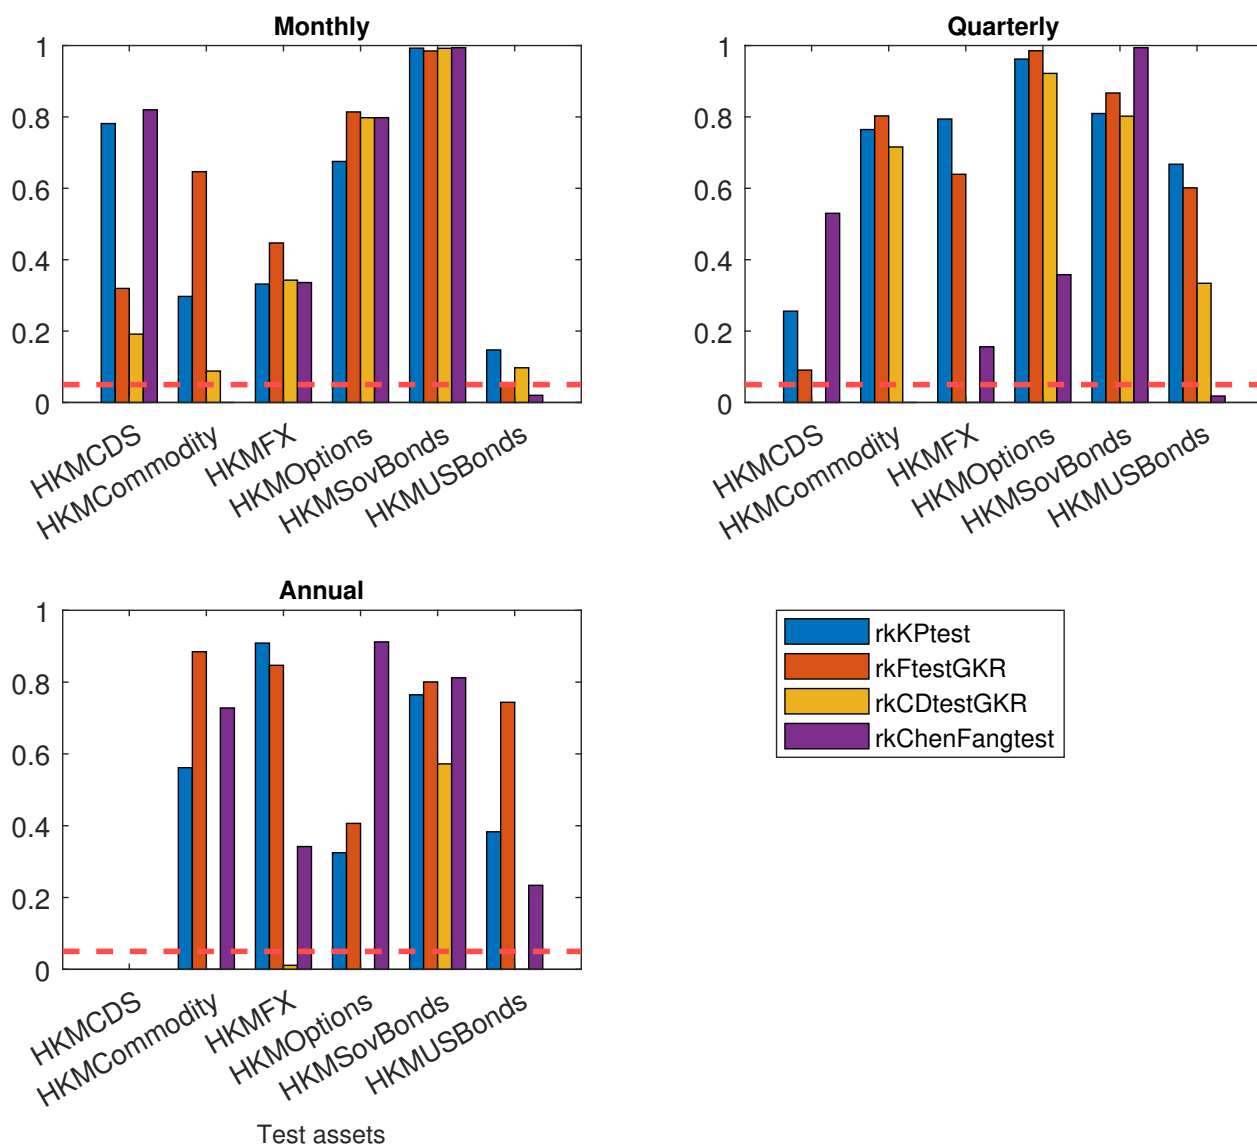 Monthly
1
0.8
0.6
0.4
0.2
0
HKMCDS
HKMCommodity
HKMFX
HKMOptions
HKMSovBonds
HKMUSBonds
Quarterly
1
0.8
0.6
0.4
0.2
0
HKMCDS
HKMCommodity
HKMFX
HKMOptions
HKMSovBonds
HKMUSBonds
Annual
1
0.8
0.6
0.4
0.2
0
HKMCDS
HKMCommodity
HKMFX
HKMOptions
HKMSovBonds
HKMUSBonds
Test assets
rkKPtest
rkFtestGKR
rkCDtestGKR
rkChenFangtest